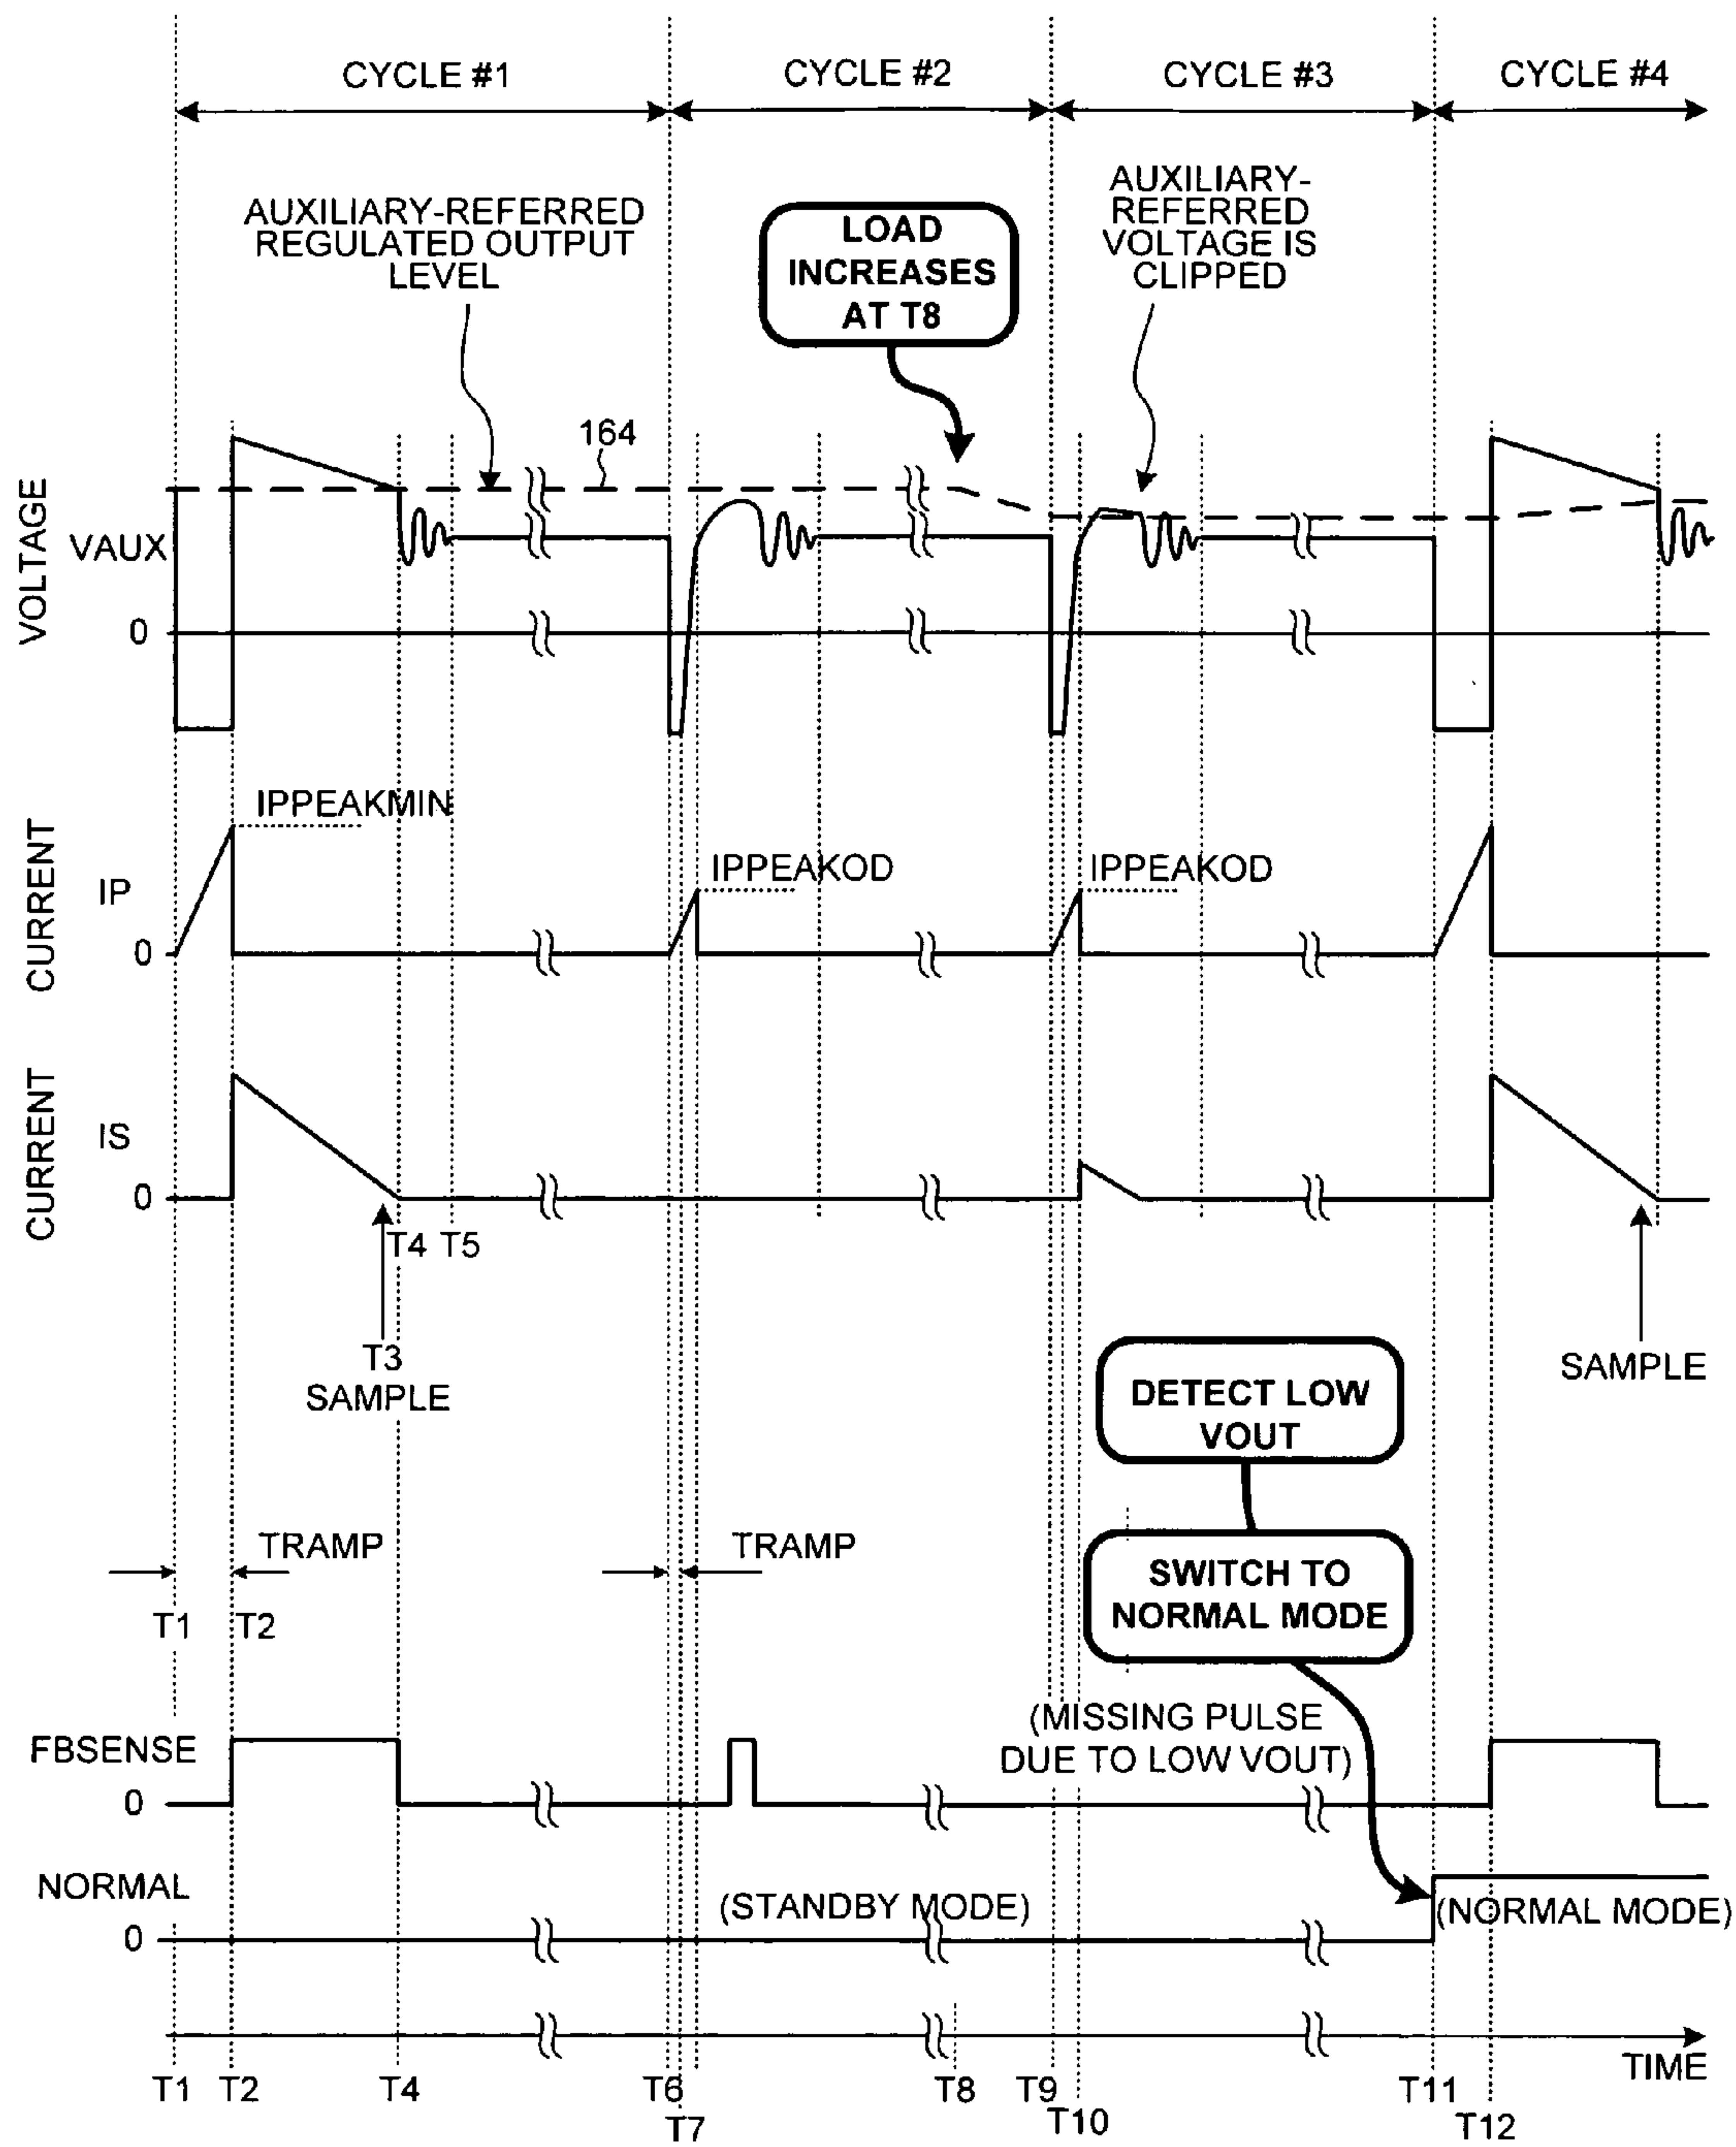 CYCLE #1
CYCLE #2
CYCLE #3
CYCLE #4
AUXILIARY-REFERRED
REGULATED OUTPUT
LEVEL
LOAD
INCREASES
AT T8
AUXILIARY-
REFERRED
VOLTAGE IS
CLIPPED
164
VOLTAGE
VAUX
0
IPPEAKMIN
CURRENT
IP
IPPEAKOD
IPPEAKOD
0
CURRENT
IS
0
T4
T5
T3
SAMPLE
SAMPLE
DETECT LOW
VOUT
TRAMP
TRAMP
SWITCH TO
NORMAL MODE
T1
T2
(MISSING PULSE
DUE TO LOW VOUT)
FBSENSE
0
NORMAL
(STANDBY MODE)
(NORMAL MODE)
0
TIME
T1
T2
T4
T6
T7
T8
T9
T10
T11
T12